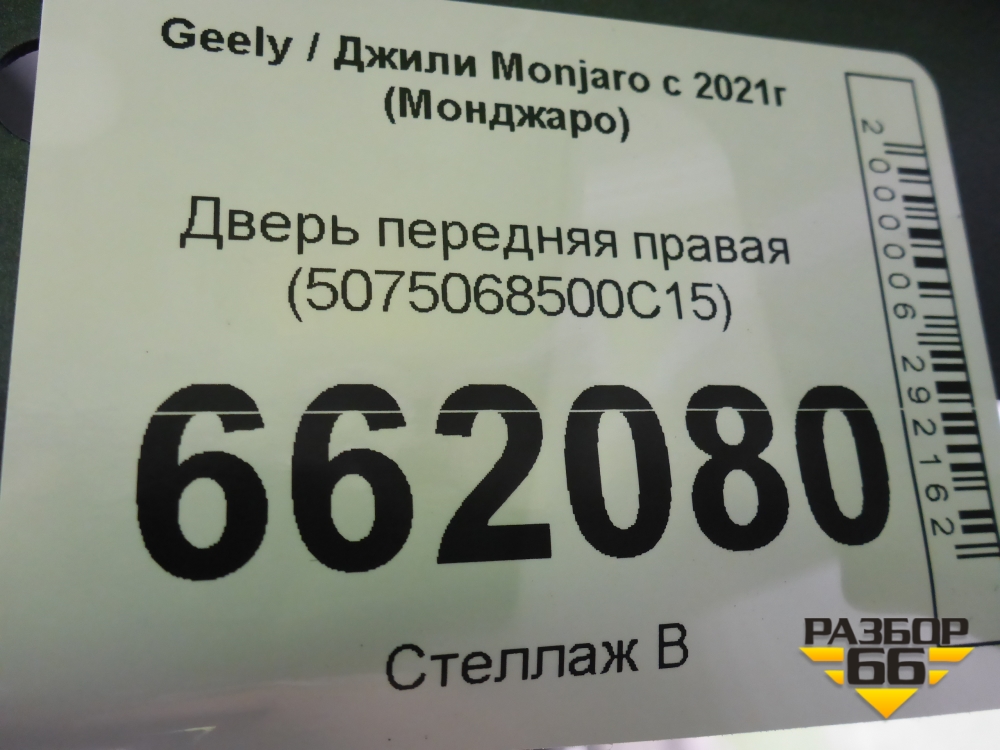 Geely / Джили Monjaro с 2021г
(Монджаро)
Дверь передняя правая
(5075068500C15)
662080
Стеллаж В
2000006292162
РАЗБОР
66